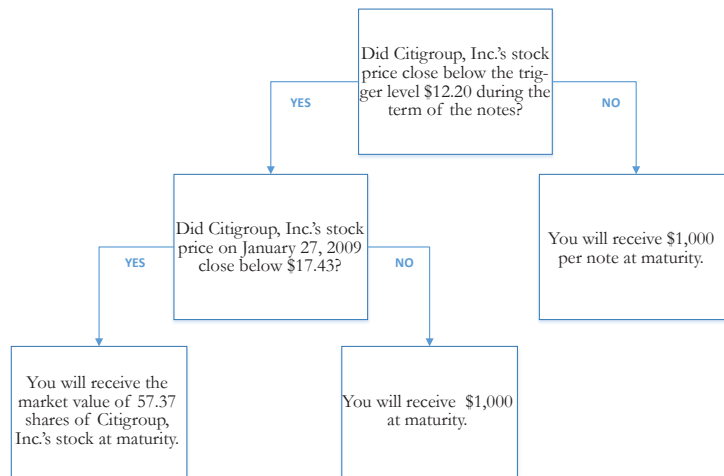 Did Citigroup, Inc.'s stock
price close below the trig-
ger level $12.20 during the
term of the notes?
YES
NO
Did Citigroup, Inc.'s stock
price on January 27, 2009
close below $17.43?
You will receive $1,000
per note at maturity.
YES
NO
You will receive the
market value of 57.37
shares of Citigroup,
Inc.'s stock at maturity.
You will receive  $1,000
at maturity.